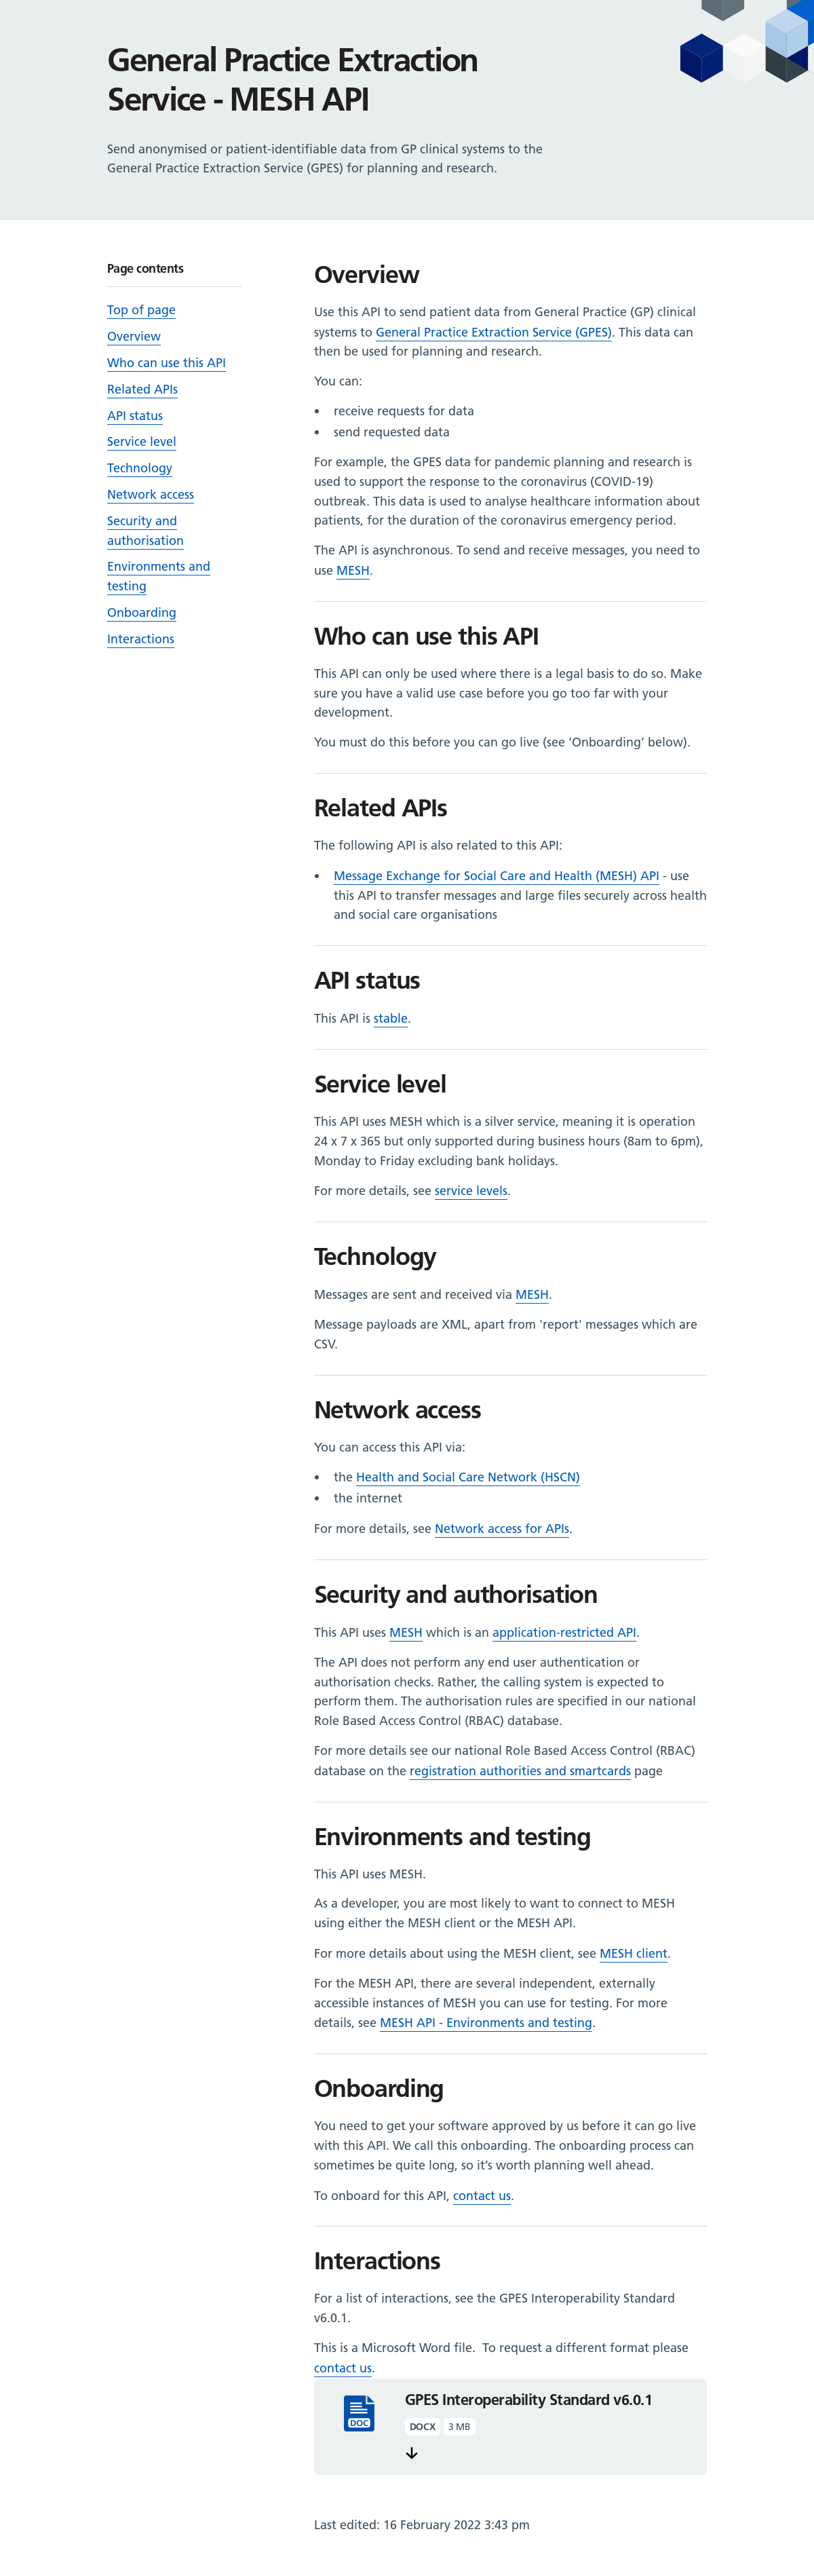 General Practice Extraction
Service - MESH API
Send anonymised or patient-identifiable data from GP clinical systems to the
General Practice Extraction Service (GPES) for planning and research.
Page contents
Top of page
Overview
Who can use this API
Related APIs
API status
Service level
Technology
Network access
Security and
authorisation
Environments and
testing
Onboarding
Interactions
Overview
Use this API to send patient data from General Practice (GP) clinical
systems to General Practice Extraction Service (GPES). This data can
then be used for planning and research.
You can:
• receive requests for data
• send requested data
For example, the GPES data for pandemic planning and research is
used to support the response to the coronavirus (COVID-19)
outbreak. This data is used to analyse healthcare information about
patients, for the duration of the coronavirus emergency period.
The API is asynchronous. To send and receive messages, you need to
use MESH.
Who can use this API
This API can only be used where there is a legal basis to do so. Make
sure you have a valid use case before you go too far with your
development.
You must do this before you can go live (see ‘Onboarding’ below).
Related APIs
The following API is also related to this API:
• Message Exchange for Social Care and Health (MESH) API - use
this API to transfer messages and large files securely across health
and social care organisations
API status
This API is stable.
Service level
This API uses MESH which is a silver service, meaning it is operation
24 x 7 x 365 but only supported during business hours (8am to 6pm),
Monday to Friday excluding bank holidays.
For more details, see service levels.
Technology
Messages are sent and received via MESH.
Message payloads are XML, apart from 'report' messages which are
CSV.
Network access
You can access this API via:
• the Health and Social Care Network (HSCN)
• the internet
For more details, see Network access for APIs.
Security and authorisation
This API uses MESH which is an application-restricted API.
The API does not perform any end user authentication or
authorisation checks. Rather, the calling system is expected to
perform them. The authorisation rules are specified in our national
Role Based Access Control (RBAC) database.
For more details see our national Role Based Access Control (RBAC)
database on the registration authorities and smartcards page
Environments and testing
This API uses MESH.
As a developer, you are most likely to want to connect to MESH
using either the MESH client or the MESH API.
For more details about using the MESH client, see MESH client.
For the MESH API, there are several independent, externally
accessible instances of MESH you can use for testing. For more
details, see MESH API - Environments and testing.
Onboarding
You need to get your software approved by us before it can go live
with this API. We call this onboarding. The onboarding process can
sometimes be quite long, so it’s worth planning well ahead.
To onboard for this API, contact us.
Interactions
For a list of interactions, see the GPES Interoperability Standard
v6.0.1.
This is a Microsoft Word file.  To request a different format please
contact us.
GPES Interoperability Standard v6.0.1
DOC
DOCX 3 MB
Last edited: 16 February 2022 3:43 pm